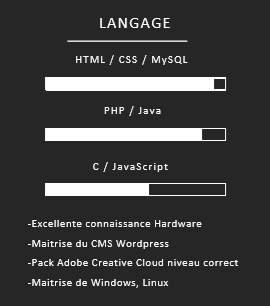 LANGAGE
HTML / CSS / MySQL
PHP / Java
C / JavaScript
-Excellente connaissance Hardware
-Maitrise du CMS Wordpress
-Pack Adobe Creative Cloud niveau correct
-Maitrise de Windows, Linux